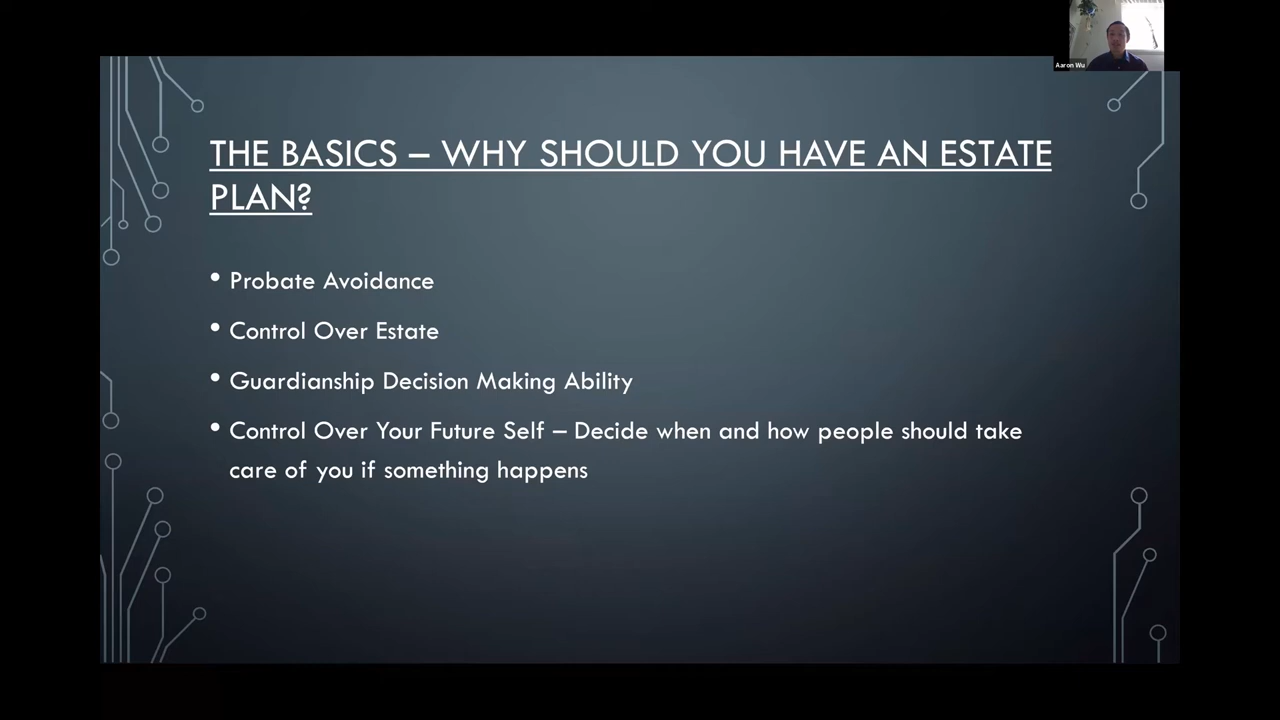 Aaron Wu
THE BASICS – WHY SHOULD YOU HAVE AN ESTATE
PLAN?
• Probate Avoidance
• Control Over Estate
• Guardianship Decision Making Ability
• Control Over Your Future Self – Decide when and how people should take
care of you if something happens